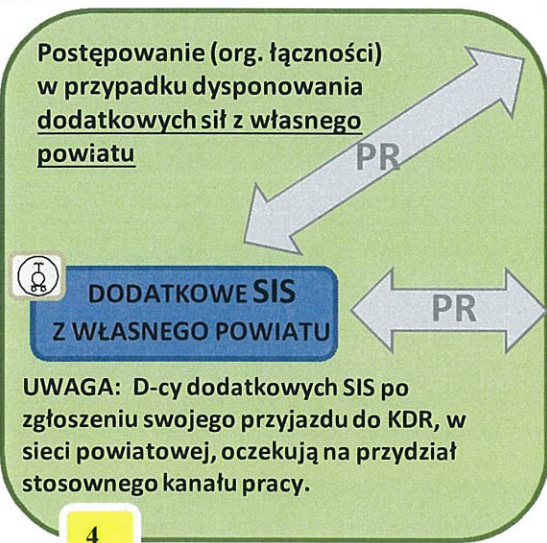 Postępowanie (org. łączności)
w przypadku dysponowania
dodatkowych sił z własnego
powiatu
PR
DODATKOWE SIS
Z WŁASNEGO POWIATU
PR
UWAGA: D-cy dodatkowych SIS po
zgłoszeniu swojego przyjazdu do KDR, w
sieci powiatowej, oczekują na przydział
stosownego kanału pracy.
4